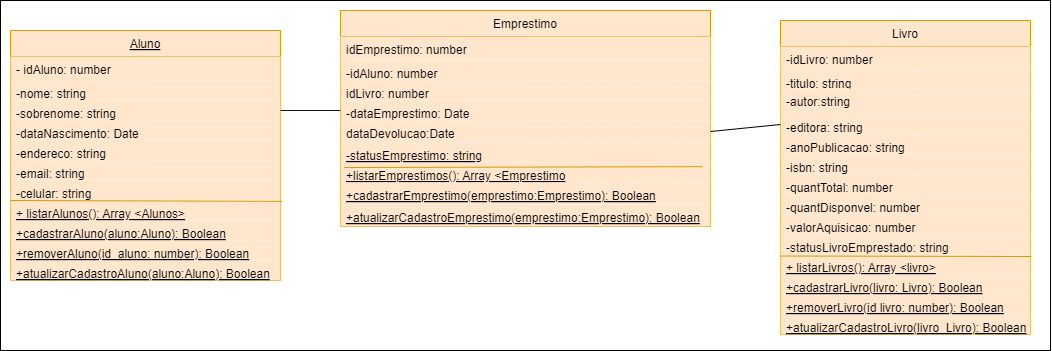 Aluno
- idAluno: number
-nome: string
-sobrenome: string
-dataNascimento: Date
-endereco: string
-email: string
-celular: string
+ listarAlunos(): Array <Alunos>
+cadastrarAluno(aluno:Aluno): Boolean
+removerAluno(id_aluno: number): Boolean
+atualizarCadastroAluno(aluno:Aluno): Boolean
Emprestimo
idEmprestimo: number
-idAluno: number
idLivro: number
-dataEmprestimo: Date
dataDevolucao:Date
-statusEmprestimo: string
+listarEmprestimos(): Array <Emprestimo
+cadastrarEmprestimo(emprestimo:Emprestimo): Boolean
+atualizarCadastroEmprestimo(emprestimo:Emprestimo): Boolean
Livro
-idLivro: number
-titulo: string
-autor:string
-editora: string
-anoPublicacao: string
-isbn: string
-quantTotal: number
-quantDisponvel: number
-valorAquisicao: number
-statusLivroEmprestado: string
+ listarLivros(): Array <livro>
+cadastrarLivro(livro: Livro): Boolean
+removerLivro(id livro: number): Boolean
+atualizarCadastroLivro(livro_Livro): Boolean